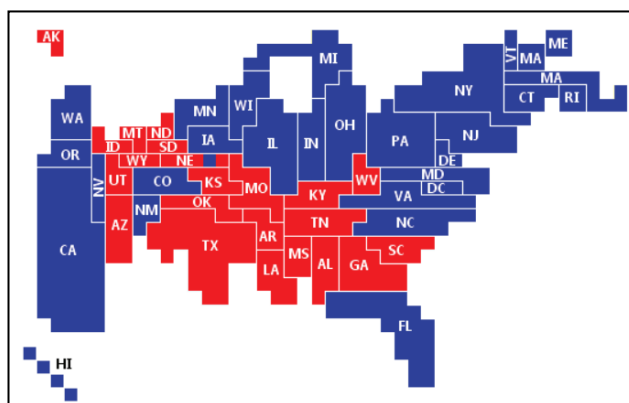 AK
ME
VT
MA
MI
WI
NY
MA
MN
CT
RI
WA
OH
MT
ND
IA
IL
IN
PA
NJ
ID
SD
OR
WY
NE
DE
UT
CO
KS
MO
KY
WV
MD
NV
DC
OK
VA
NM
AZ
TN
NC
AR
TX
MS
AL
GA
SC
CA
LA
FL
HI